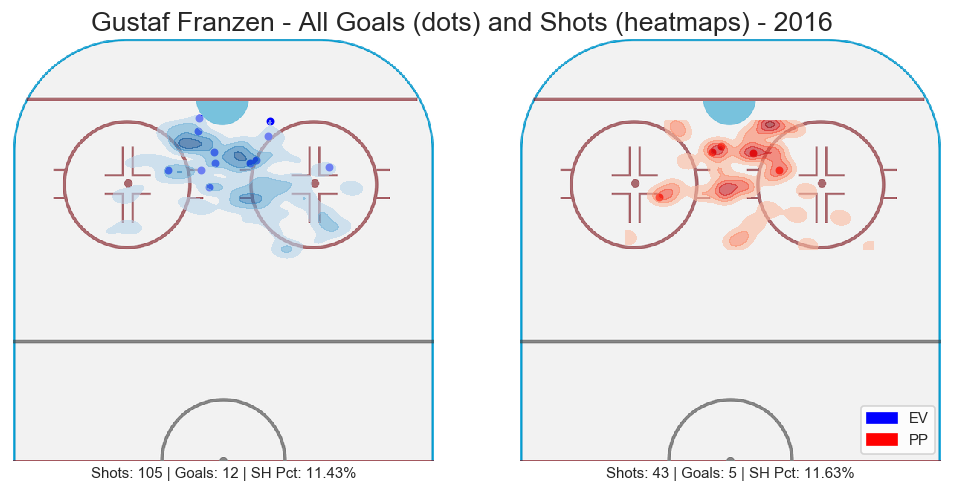 Gustaf Franzen - All Goals (dots) and Shots (heatmaps) - 2016
EV
PP
Shots: 105 | Goals: 12 | SH Pct: 11.43%
Shots: 43 | Goals: 5 | SH Pct: 11.63%